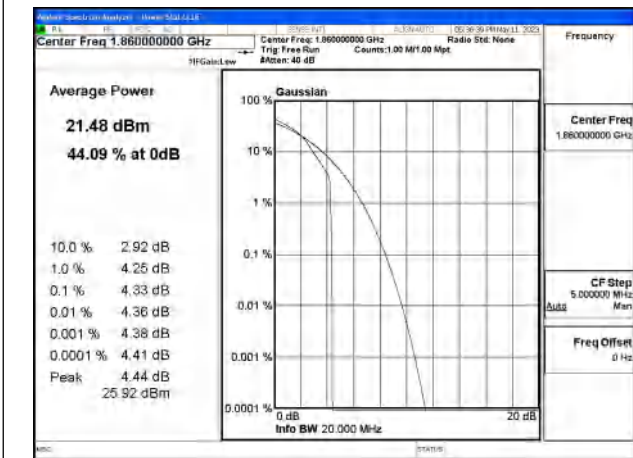 Center Freq 1.860000000 GHz
IFGain:Low
SENSE:INT
Center Freq: 1.860000000 GHz
Trig: Free Run
Counts:1.00 M/1.00 Mpt
#Atten: 40 dB
Radio Std: None
Frequency
Average Power
21.48 dBm
44.09 % at 0dB
10.0 % 2.92 dB
1.0 % 4.25 dB
0.1 % 4.33 dB
0.01 % 4.36 dB
0.001 % 4.38 dB
0.0001 % 4.41 dB
Peak 4.44 dB
25.92 dBm
Gaussian
100 %
10 %
1 %
0.1 %
0.01 %
0.001 %
0.0001 %
0 dB
20 dB
Info BW 20.000 MHz
Center Freq
1.860000000 GHz
CF Step
5.000000 MHz
Auto Man
Freq Offset
0 Hz
MSG
STATUS